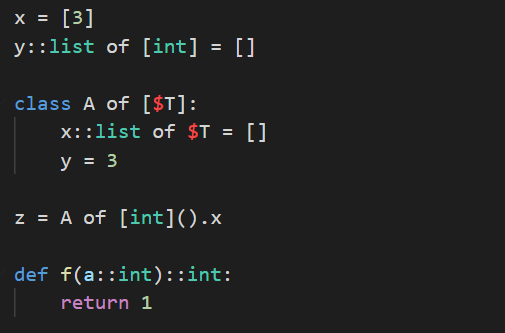 x = [3]
y::list of [int] = []
class A of [$T]:
x::list of $T = []
y = 3
z = A of [int]().x
def f(a::int)::int:
return 1